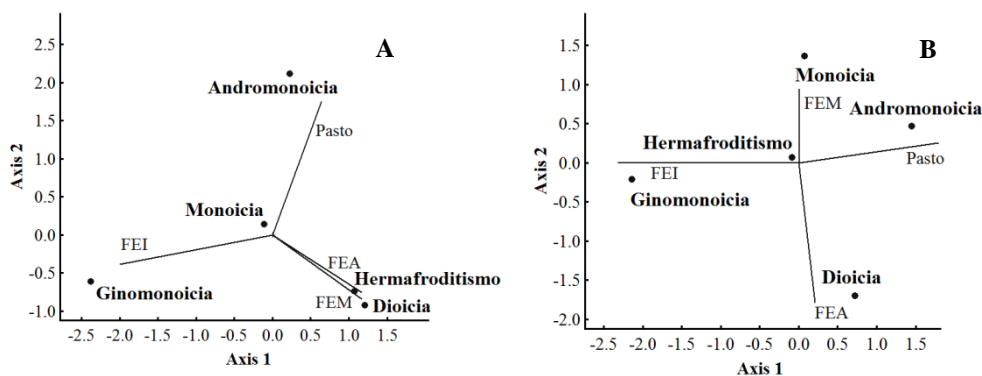 A
2.5
Andromonoicia
2.0
Pasto
1.5
Axis 2
1.0
Monoicia
0.5
0.0
FEI
FEA
Hermafroditismo
-0.5
Ginomonoicia
FEM
Dioicia
-1.0
-2.5 -2.0 -1.5 -1.0 -0.5 0.0 0.5 1.0 1.5
Axis 1
B
1.5
Monoicia
1.0
FEM
Andromonoicia
0.5
Hermafroditismo
Axis 2
0.0
Pasto
FEI
Ginomonoicia
-0.5
-1.0
Dioicia
-1.5
FEA
-2.0
-2.5 -2.0 -1.5 -1.0 -0.5 0.0 0.5 1.0 1.5
Axis 1